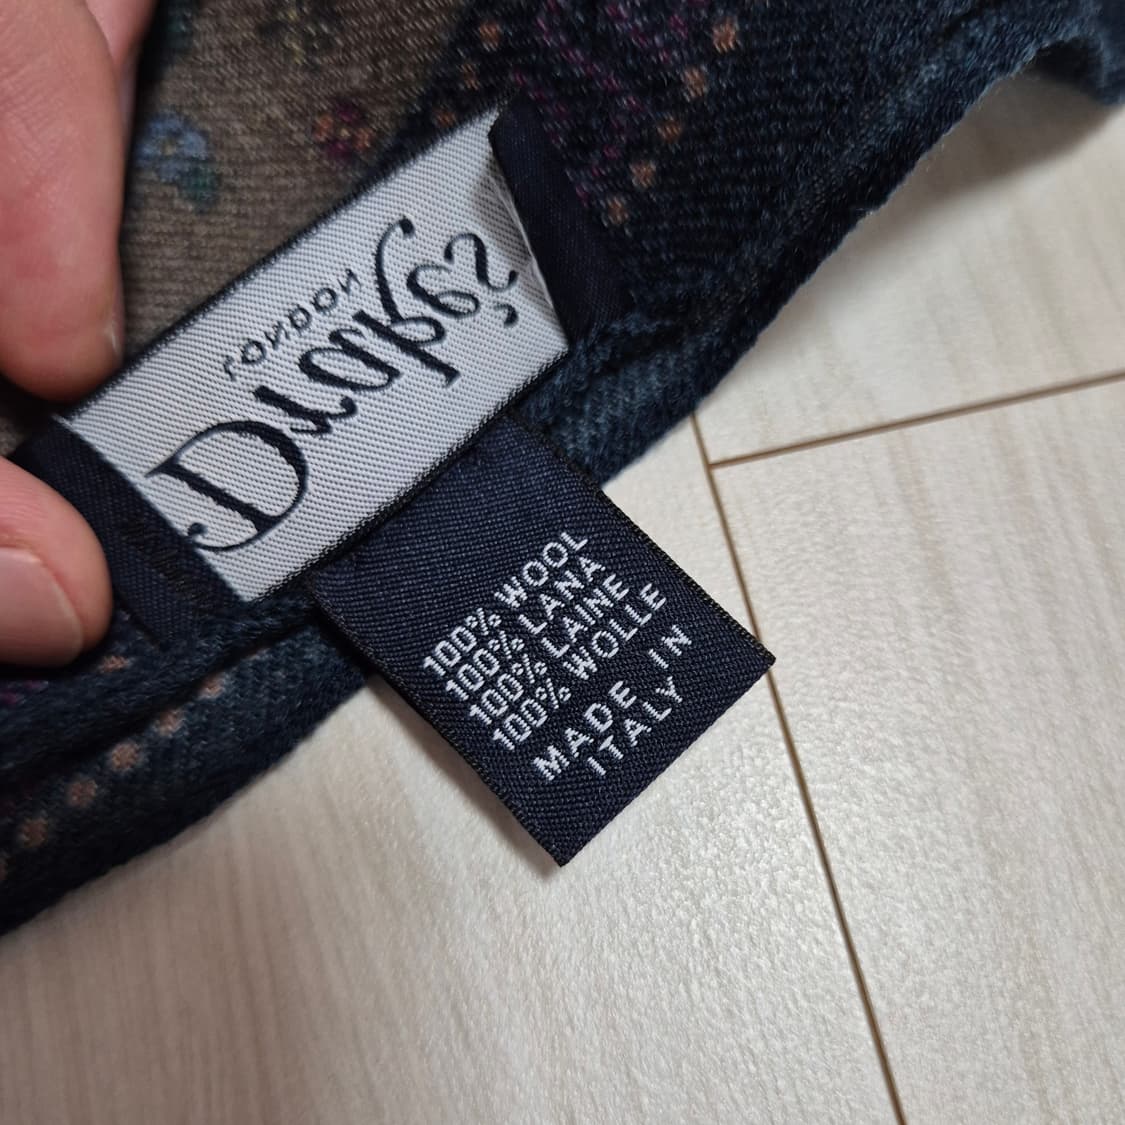 Drake's
LONDON
100% WOOL
100% LANA
100% LAINE
100% WOLLE
MADE IN
ITALY